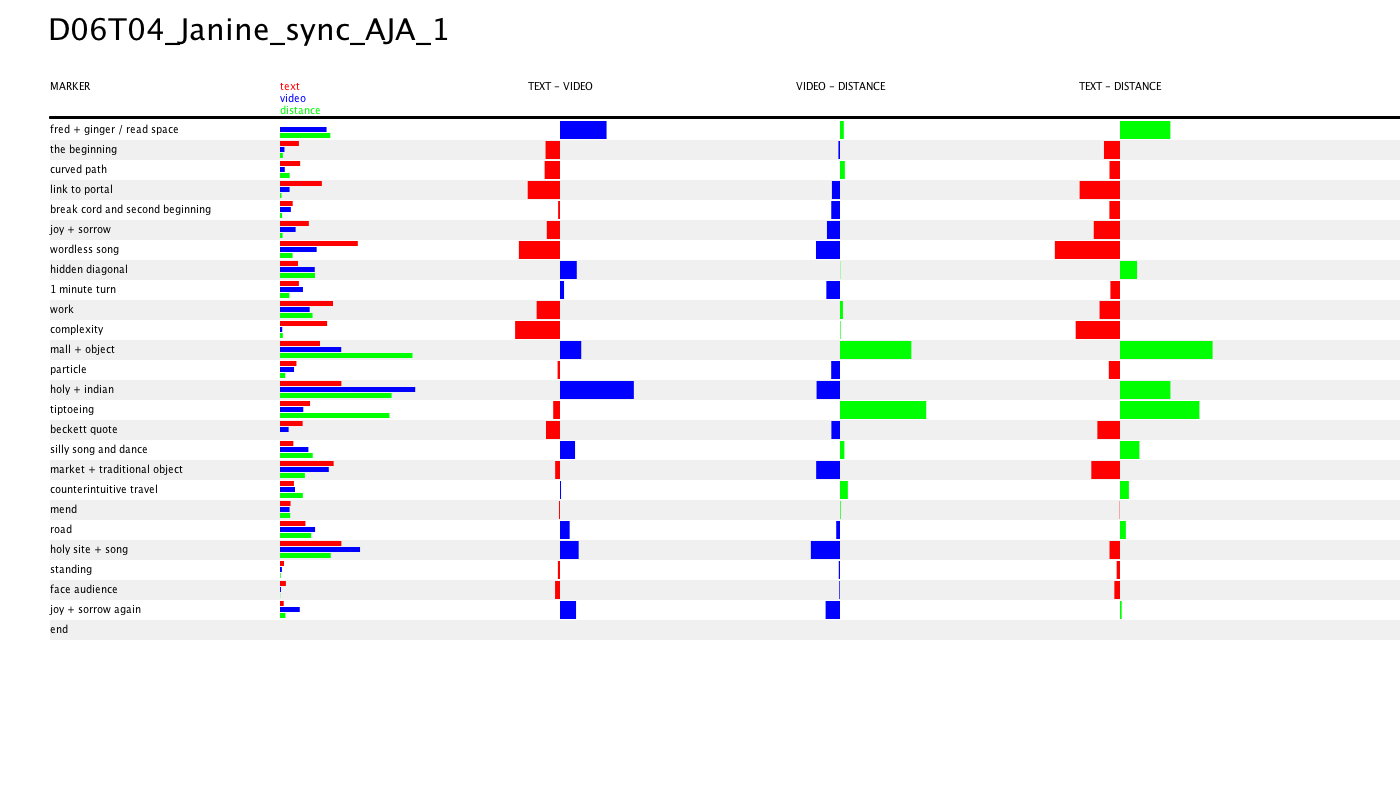 D06T04_Janine_sync_AJA_1
MARKER
text
video
distance
TEXT – VIDEO
VIDEO – DISTANCE
TEXT – DISTANCE
fred + ginger / read space
the beginning
curved path
link to portal
break cord and second beginning
joy + sorrow
wordless song
hidden diagonal
1 minute turn
work
complexity
mall + object
particle
holy + indian
tiptoeing
beckett quote
silly song and dance
market + traditional object
counterintuitive travel
mend
road
holy site + song
standing
face audience
joy + sorrow again
end